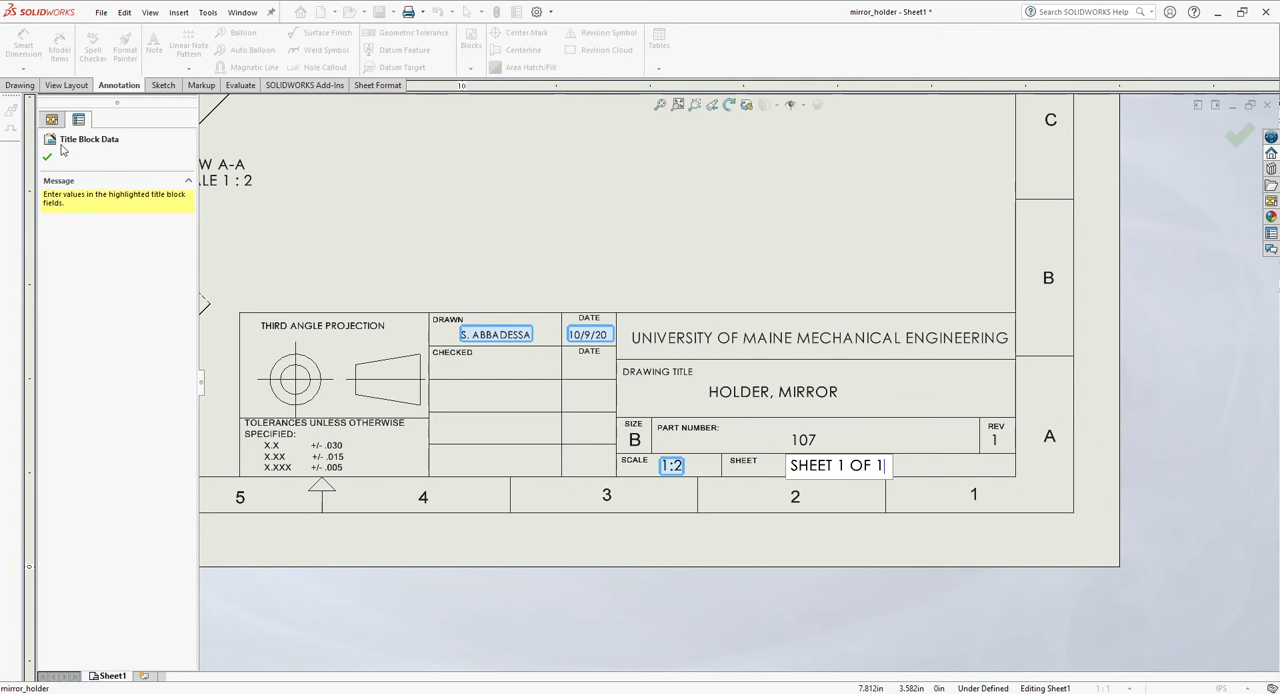 SOLIDWORKS File Edit View Insert Tools Window mirror_holder - Sheet1 * Search SOLIDWORKS Help
Smart Dimension
Model Items
Spell Checker
Format Painter
Note
Linear Note Pattern
Balloon
Auto Balloon
Magnetic Line
Surface Finish
Weld Symbol
Hole Callout
Geometric Tolerance
Datum Feature
Datum Target
Blocks
Center Mark
Centerline
Area Hatch/Fill
Revision Symbol
Revision Cloud
Tables
Drawing View Layout Annotation Sketch Markup Evaluate SOLIDWORKS Add-Ins Sheet Format
10
Title Block Data
Message
Enter values in the highlighted title block
fields.
W A-A
LE 1 : 2
C
B
A
THIRD ANGLE PROJECTION
TOLERANCES UNLESS OTHERWISE
SPECIFIED:
X.X +/- .030
X.XX +/- .015
X.XXX +/- .005
DRAWN
S. ABBADESSA
DATE
10/9/20
CHECKED
DATE
UNIVERSITY OF MAINE MECHANICAL ENGINEERING
DRAWING TITLE
HOLDER, MIRROR
SIZE
B
PART NUMBER:
107
REV
1
SCALE
1:2
SHEET
SHEET 1 OF 1
5 4 3 2 1
Sheet1
mirror_holder 7.812in 3.582in 0in Under Defined Editing Sheet1 1 : 1 IPS